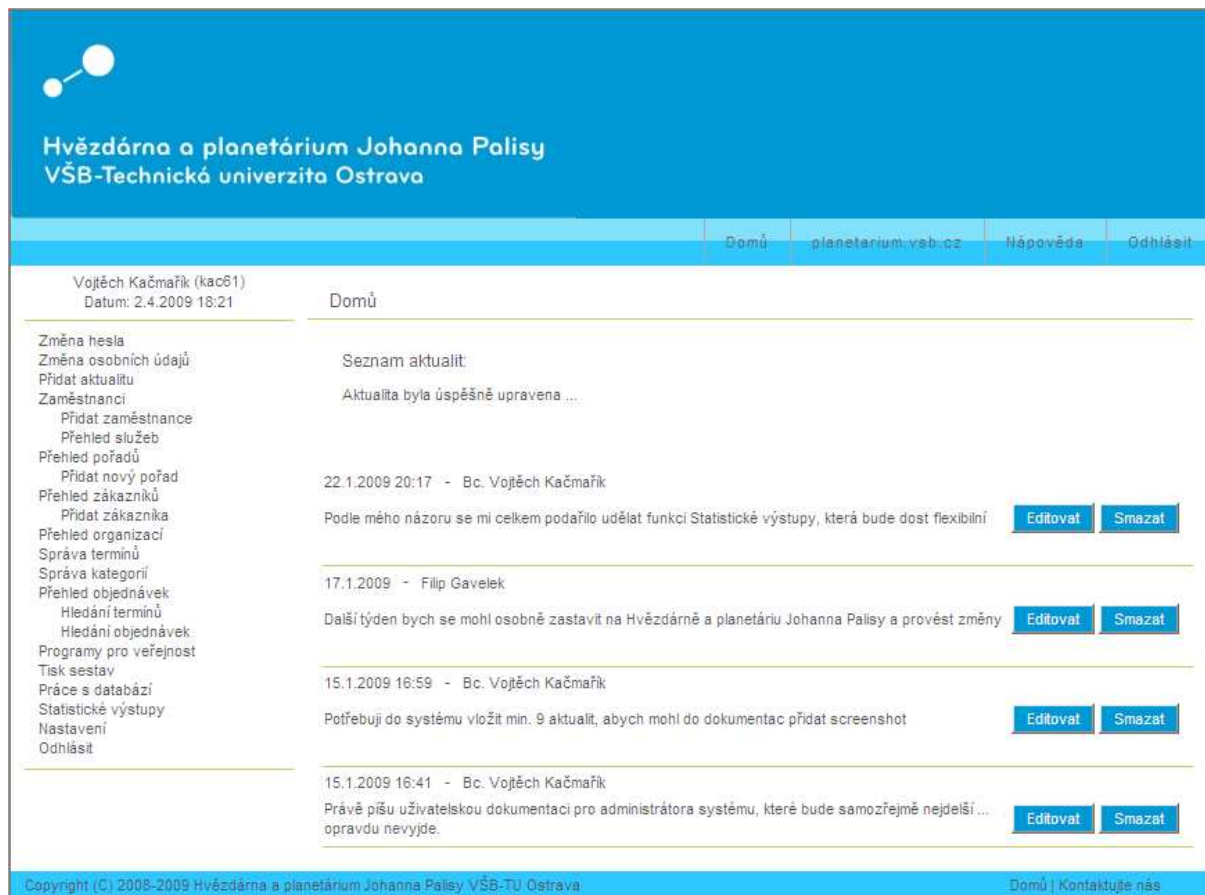 Hvězdárna a planetárium Johanna Palisy
VŠB-Technická univerzita Ostrava
Domů
planetarium.vsb.cz
Nápověda
Odhlásit
Vojtěch Kačmařík (kac61)
Datum: 2.4.2009 18:21
Změna hesla
Změna osobních údajů
Přidat aktualitu
Zaměstnanci
Přidat zaměstnance
Přehled služeb
Přehled pořadů
Přidat nový pořad
Přehled zákazníků
Přidat zákazníka
Přehled organizací
Správa termínů
Správa kategorií
Přehled objednávek
Hledání termínů
Hledání objednávek
Programy pro veřejnost
Tisk sestav
Práce s databází
Statistické výstupy
Nastavení
Odhlásit
Domů
Seznam aktualit:
Aktualita byla úspěšně upravena ...
22.1.2009 20:17 - Bc. Vojtěch Kačmařík
Podle mého názoru se mi celkem podařilo udělat funkci Statistické výstupy, která bude dost flexibilní
Editovat Smazat
17.1.2009 - Filip Gavelek
Další týden bych se mohl osobně zastavit na Hvězdárně a planetáriu Johanna Palisy a provést změny
Editovat Smazat
15.1.2009 16:59 - Bc. Vojtěch Kačmařík
Potřebuji do systému vložit min. 9 aktualit, abych mohl do dokumentac přidat screenshot
Editovat Smazat
15.1.2009 16:41 - Bc. Vojtěch Kačmařík
Právě píšu uživatelskou dokumentaci pro administrátora systému, které bude samozřejmě nejdelší ...
opravdu nevyjde.
Editovat Smazat
Copyright (C) 2008-2009 Hvězdárna a planetárium Johanna Palisy VŠB-TU Ostrava
Domů | Kontaktujte nás